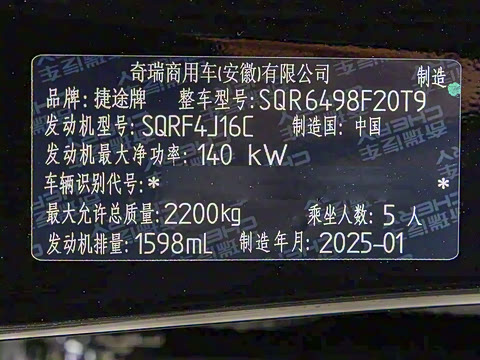 奇瑞商用车(安徽)有限公司 制造
品牌: 捷途牌 整车型号: SQR6498F20T9
发动机型号: SQRF4J16C 制造国: 中国
发动机最大净功率: 140 kW
车辆识别代号: * *
最大允许总质量: 2200kg 乘坐人数: 5 人
发动机排量: 1598mL 制造年月: 2025-01